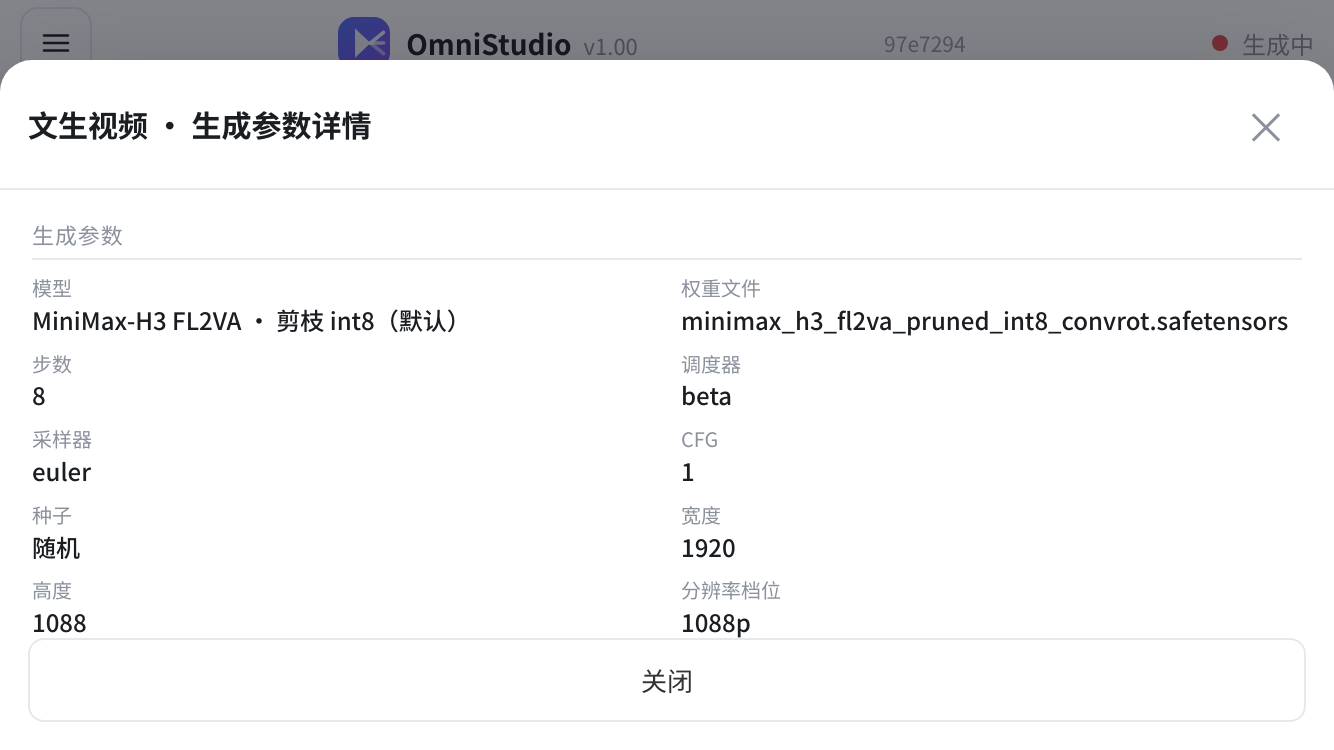 OmniStudio v1.00 97e7294 生成中
文生视频 · 生成参数详情
生成参数
模型 权重文件
MiniMax-H3 FL2VA · 剪枝 int8（默认） minimax_h3_fl2va_pruned_int8_convrot.safetensors
步数 调度器
8 beta
采样器 CFG
euler 1
种子 宽度
随机 1920
高度 分辨率档位
1088 1088p
关闭